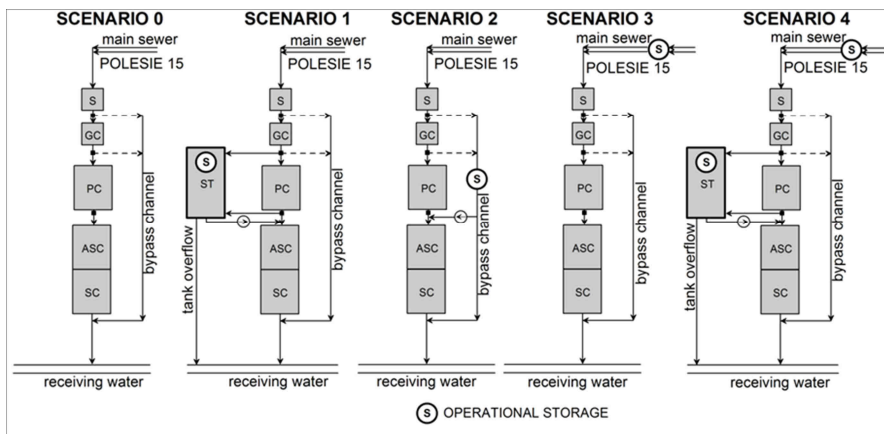 SCENARIO 0
main sewer
POLESIE 15
S
GC
PC
ASC
SC
bypass channel
receiving water
SCENARIO 1
main sewer
POLESIE 15
S
GC
S
ST
PC
ASC
SC
tank overflow
bypass channel
receiving water
SCENARIO 2
main sewer
POLESIE 15
S
GC
S
PC
ASC
SC
bypass channel
receiving water
SCENARIO 3
main sewer
S
POLESIE 15
S
GC
PC
ASC
SC
bypass channel
receiving water
SCENARIO 4
main sewer
S
POLESIE 15
S
GC
S
ST
PC
ASC
SC
tank overflow
bypass channel
receiving water
S OPERATIONAL STORAGE